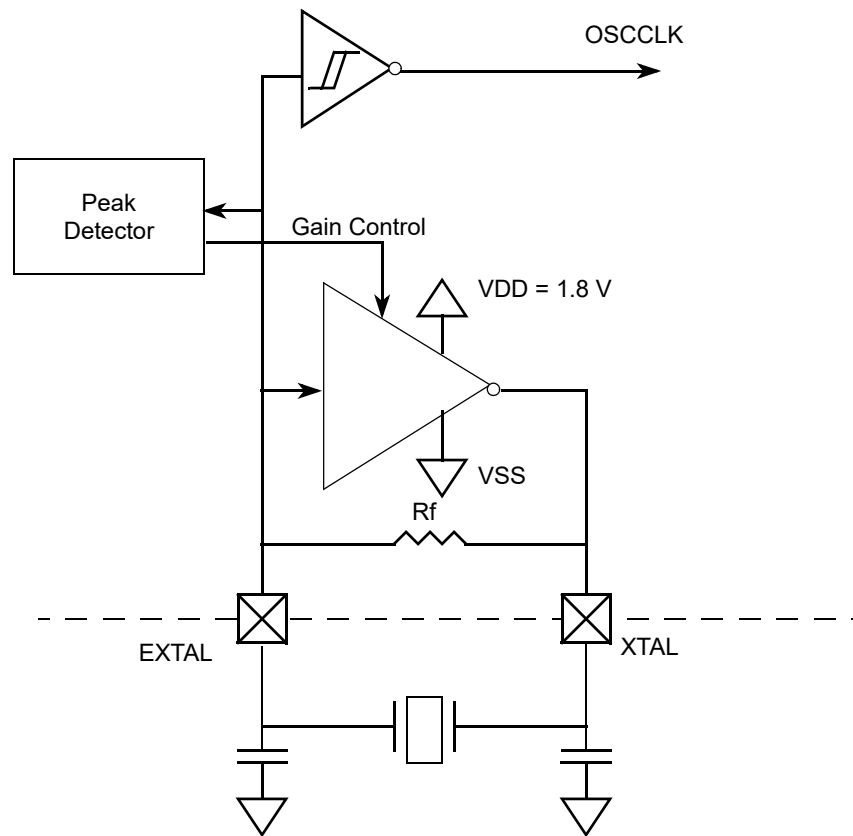 OSCCLK
Peak
Detector
Gain Control
VDD = 1.8 V
VSS
Rf
EXTAL
XTAL